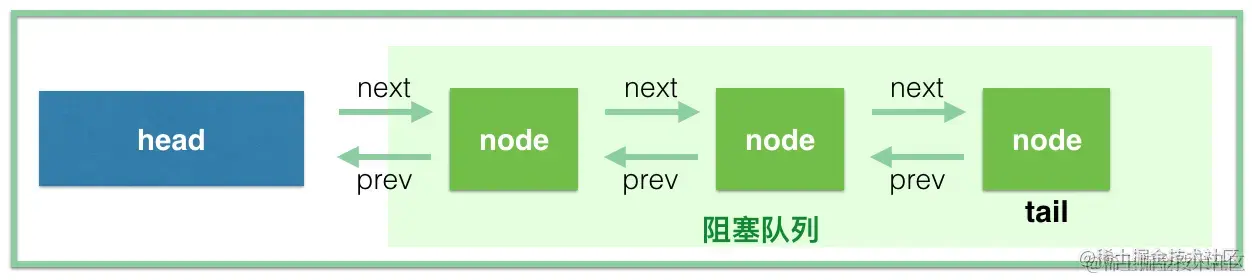 next next next
head node node node
prev prev prev
tail
阻塞队列
@稀土掘金技术社区